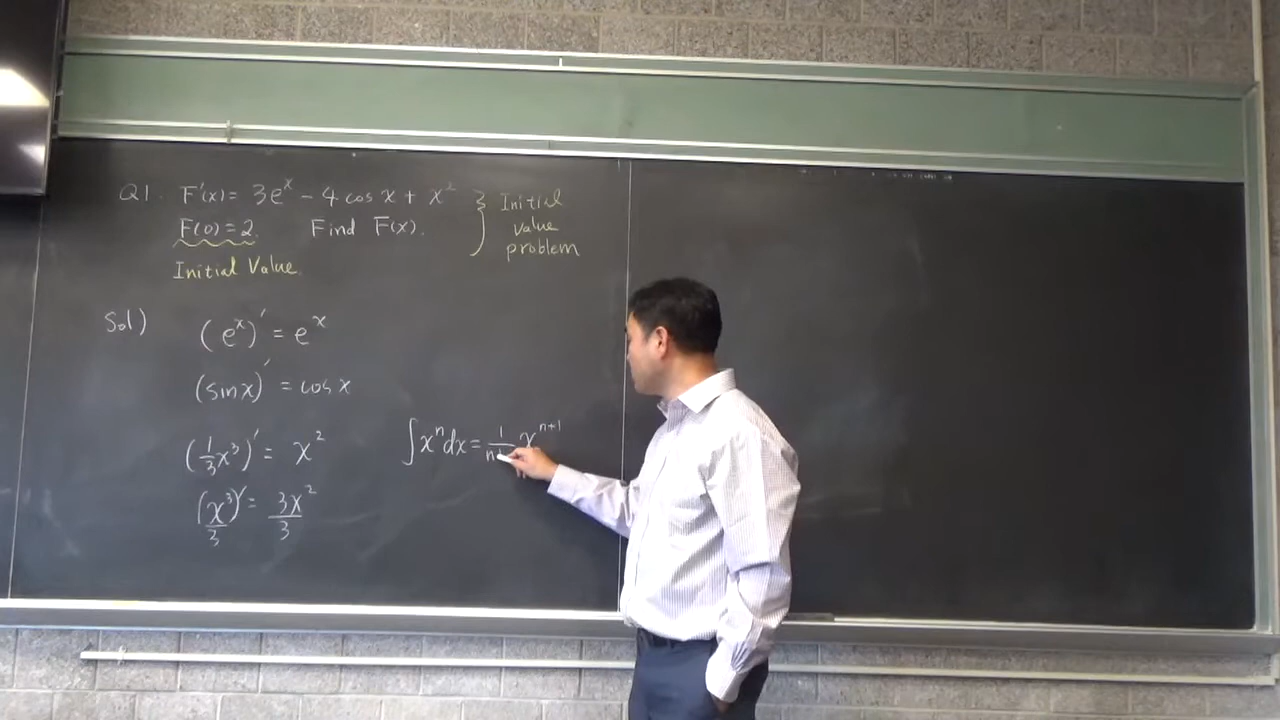 Q1. F'(x) = 3e^x - 4 cos x + x^2
F(0) = 2. Find F(x).
Initial Value.
} Initial
value
problem
Sol)
(e^x)' = e^x
(sin x)' = cos x
(1/3 x^3)' = x^2
(x^3/3)' = 3x^2/3
∫x^n dx = 1/n x^{n+1}